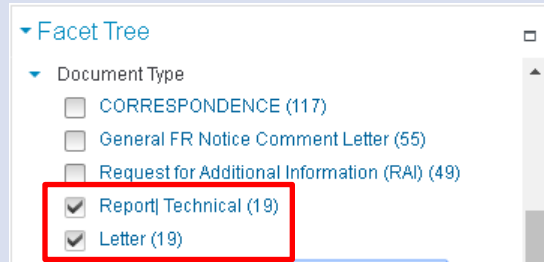 Facet Tree
Document Type
CORRESPONDENCE (117)
General FR Notice Comment Letter (55)
Request for Additional Information (RAI) (49)
Report| Technical (19)
Letter (19)